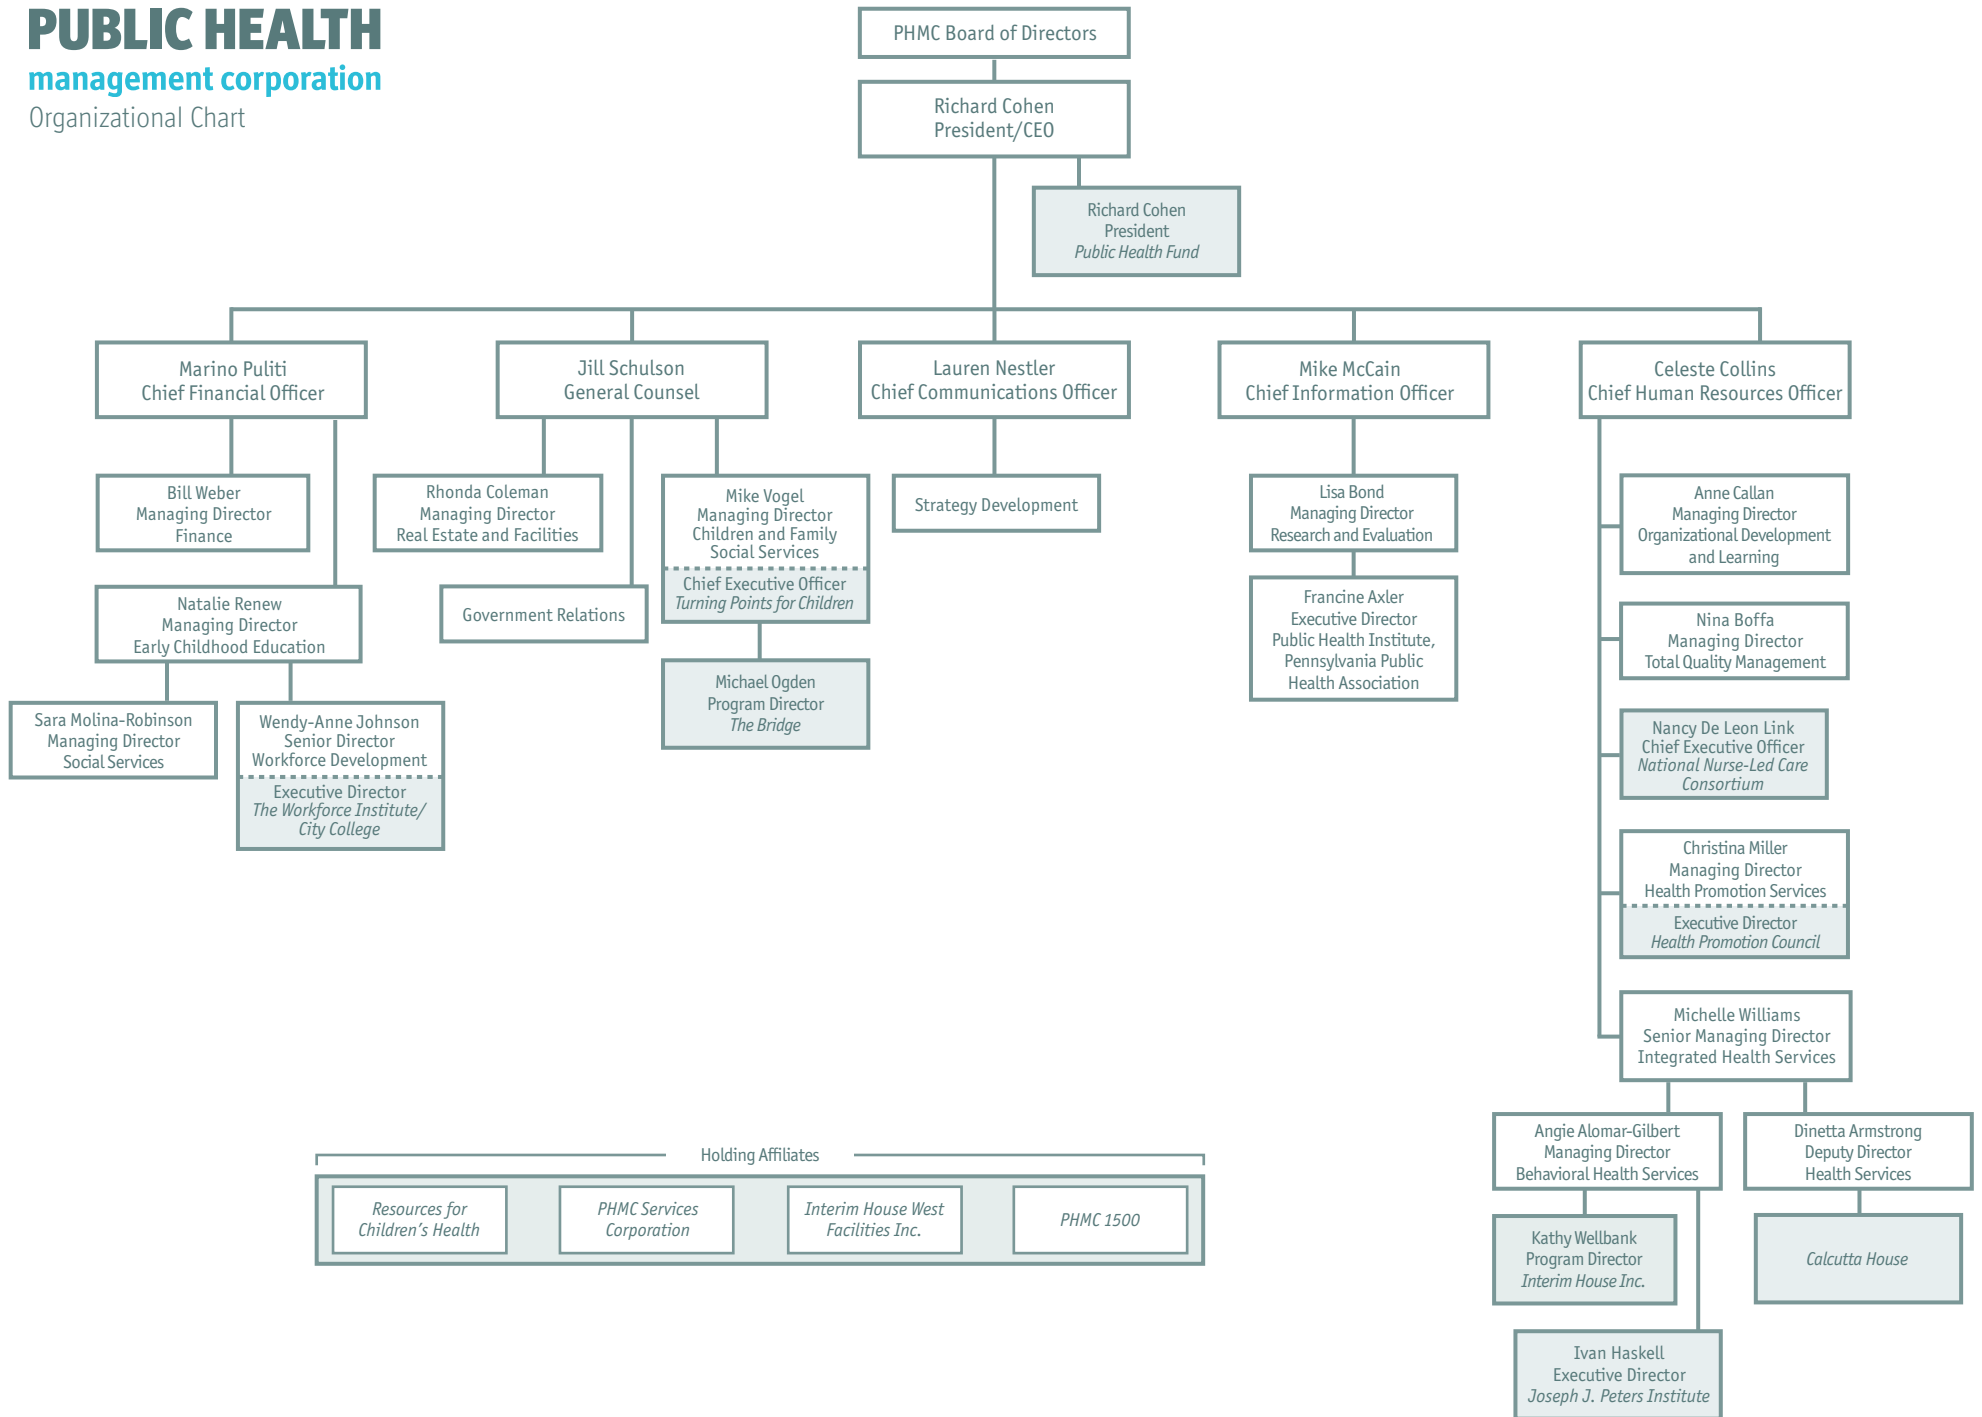 PUBLIC HEALTH
management corporation
Organizational Chart
PHMC Board of Directors
Richard Cohen
President/CEO
Richard Cohen
President
Public Health Fund
Marino Puliti
Chief Financial Officer
Jill Schulson
General Counsel
Lauren Nestler
Chief Communications Officer
Mike McCain
Chief Information Officer
Celeste Collins
Chief Human Resources Officer
Bill Weber
Managing Director
Finance
Natalie Renew
Managing Director
Early Childhood Education
Sara Molina-Robinson
Managing Director
Social Services
Wendy-Anne Johnson
Senior Director
Workforce Development
Executive Director
The Workforce Institute/
City College
Rhonda Coleman
Managing Director
Real Estate and Facilities
Government Relations
Mike Vogel
Managing Director
Children and Family
Social Services
Chief Executive Officer
Turning Points for Children
Michael Ogden
Program Director
The Bridge
Strategy Development
Lisa Bond
Managing Director
Research and Evaluation
Francine Axler
Executive Director
Public Health Institute,
Pennsylvania Public
Health Association
Anne Callan
Managing Director
Organizational Development
and Learning
Nina Boffa
Managing Director
Total Quality Management
Nancy De Leon Link
Chief Executive Officer
National Nurse-Led Care
Consortium
Christina Miller
Managing Director
Health Promotion Services
Executive Director
Health Promotion Council
Michelle Williams
Senior Managing Director
Integrated Health Services
Angie Alomar-Gilbert
Managing Director
Behavioral Health Services
Dinetta Armstrong
Deputy Director
Health Services
Kathy Wellbank
Program Director
Interim House Inc.
Calcutta House
Ivan Haskell
Executive Director
Joseph J. Peters Institute
Holding Affiliates
Resources for
Children's Health
PHMC Services
Corporation
Interim House West
Facilities Inc.
PHMC 1500